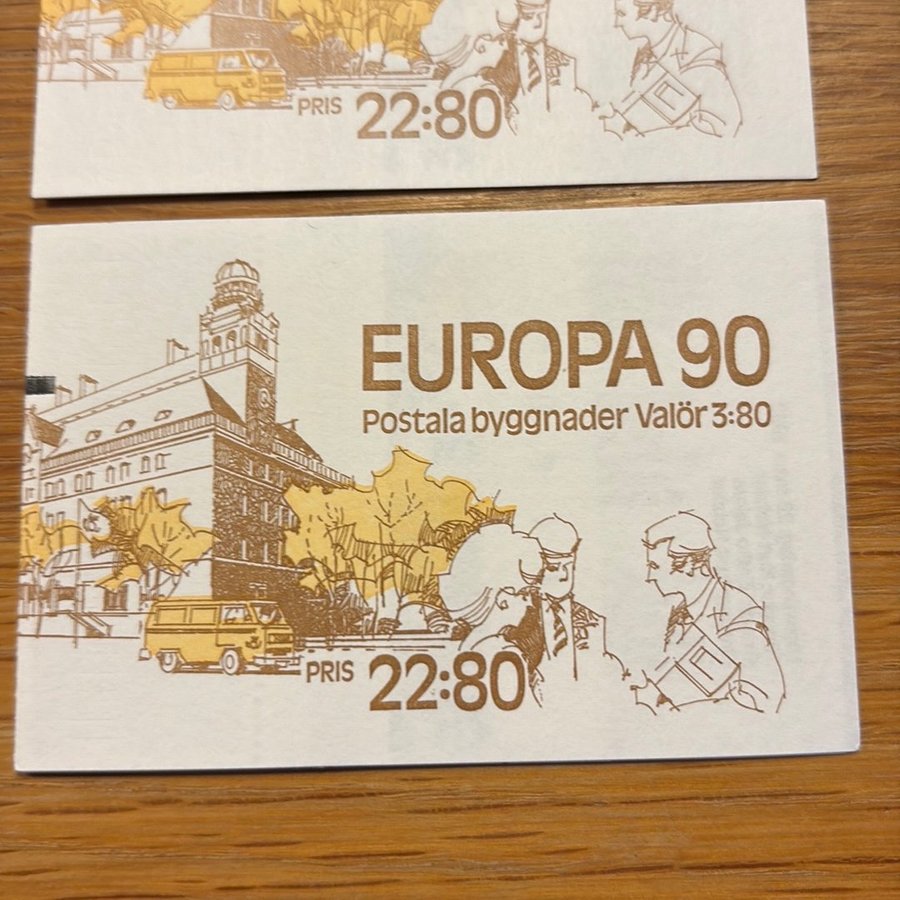 PRIS 22:80
EUROPA 90
Postala byggnader Valör 3:80
PRIS 22:80